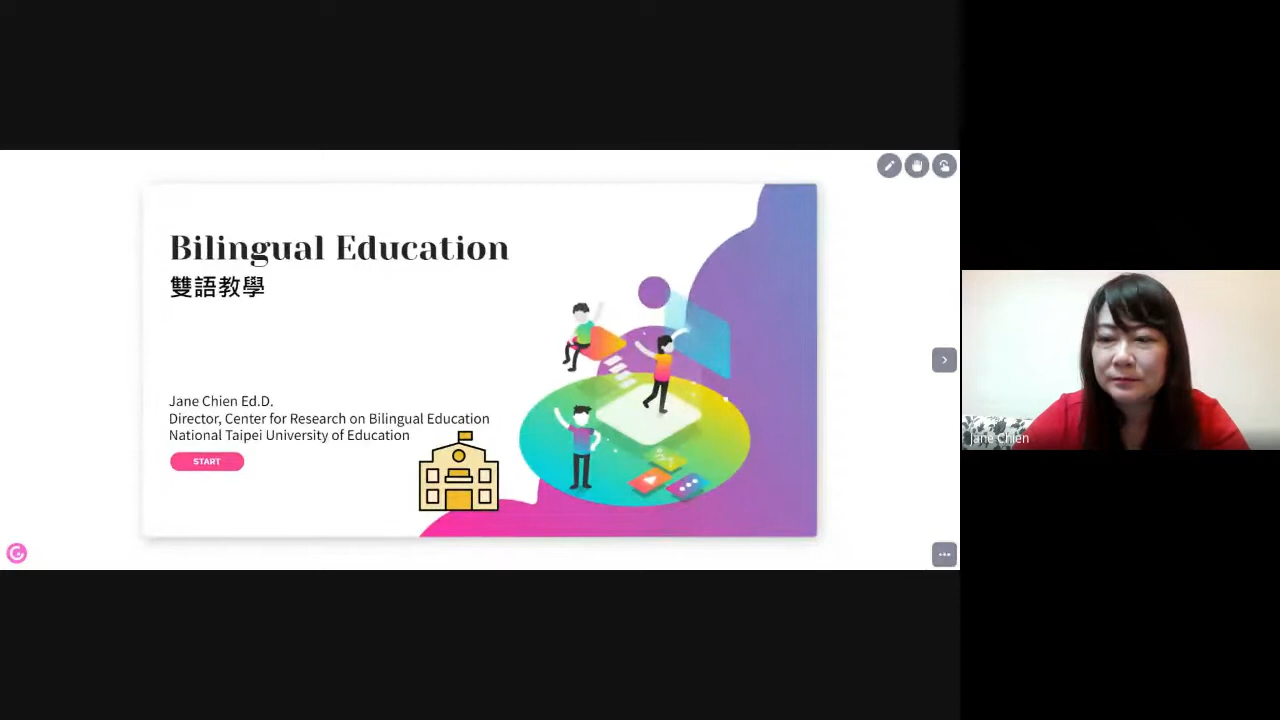 Bilingual Education
雙語教學
Jane Chien Ed.D.
Director, Center for Research on Bilingual Education
National Taipei University of Education
START
Jane Chien